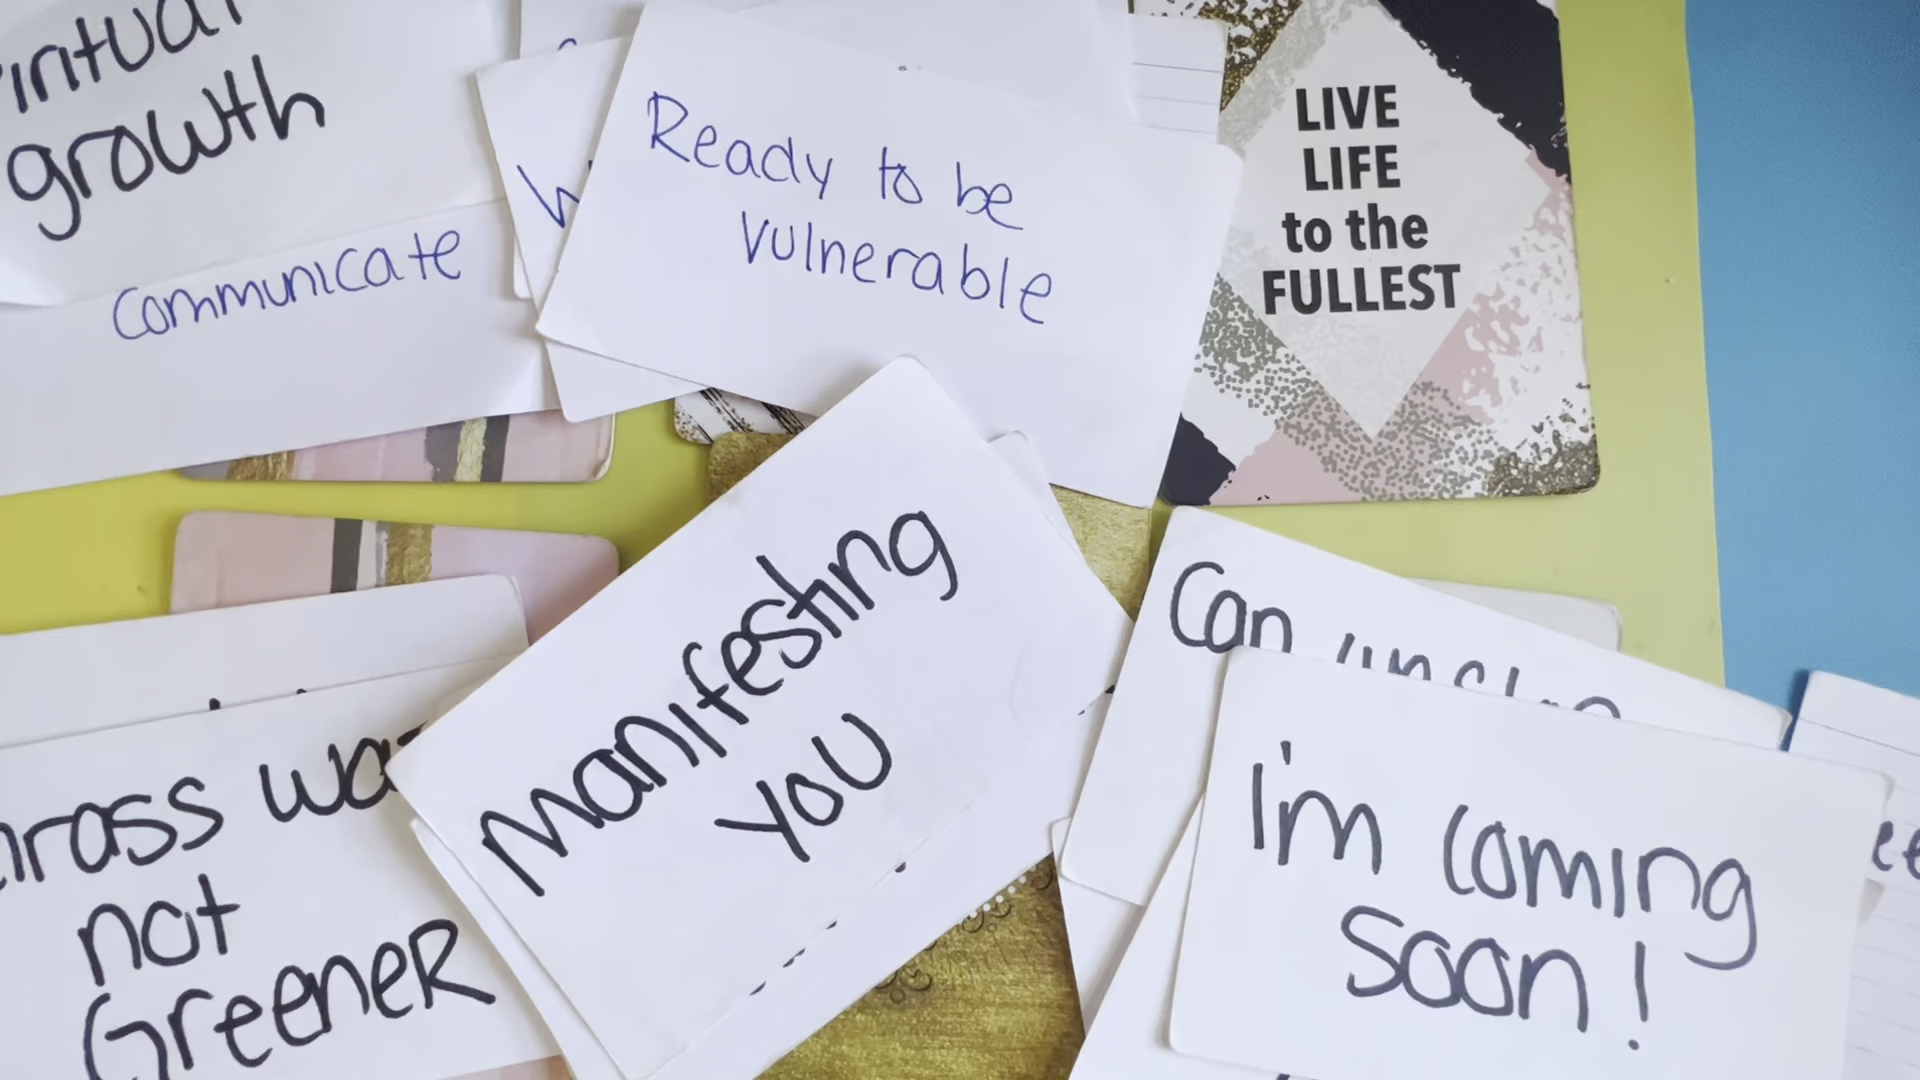 growth
communicate
Ready to be
vulnerable
LIVE
LIFE
to the
FULLEST
manifesting
you
Can
I'm coming
soon!
not
Greener